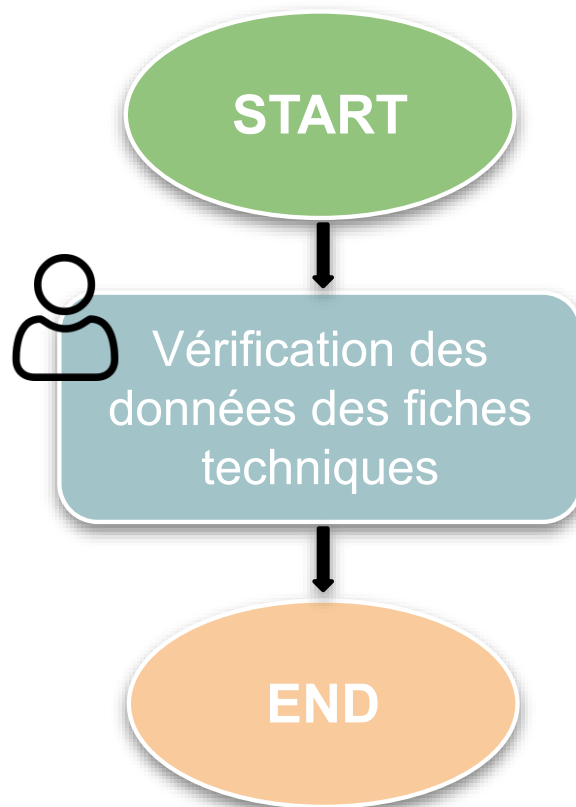 START
Vérification des
données des fiches
techniques
END